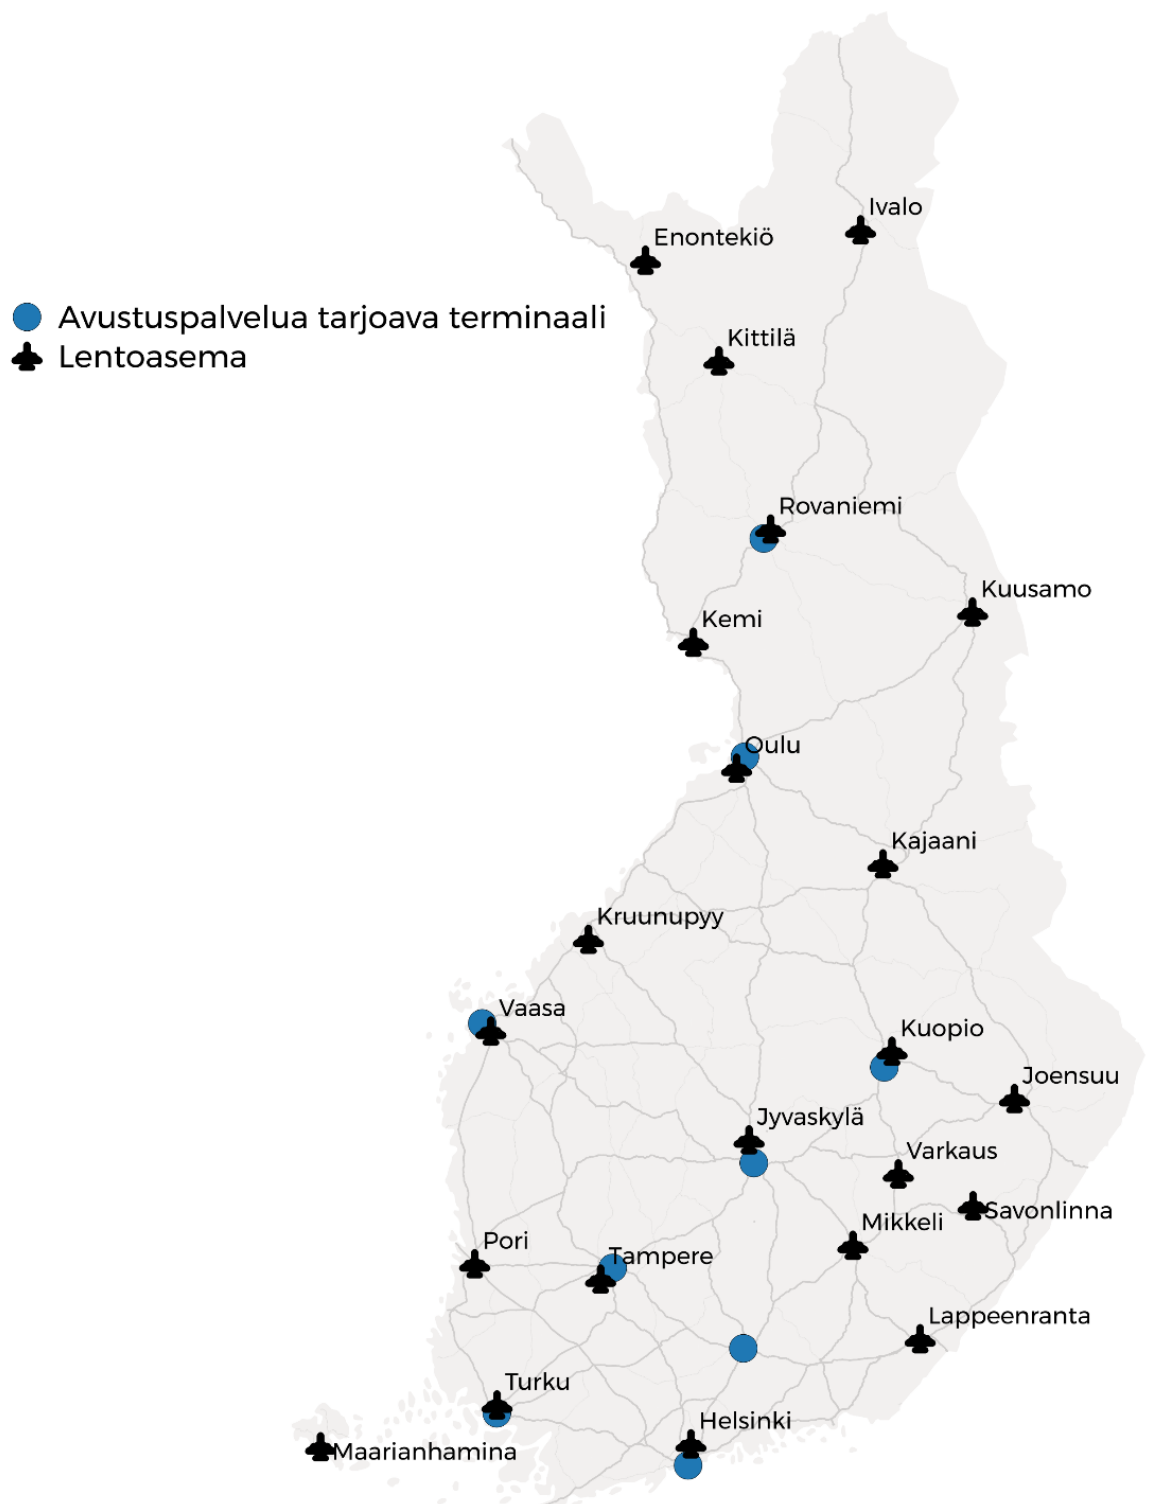 Ivalo
Enontekiö
Avustuspalvelua tarjoava terminaali
Kittilä
Lentoasema
Rovaniemi
Kuusamo
Kemi
Oulu
Kajaani
Kruunupyy
Vaasa
Kuopio
Joensuu
Jyvaskylä
Varkaus
Savonlinna
Mikkeli
Pori
Tampere
Lappeenranta
Turku
Helsinki
Maarianhamina